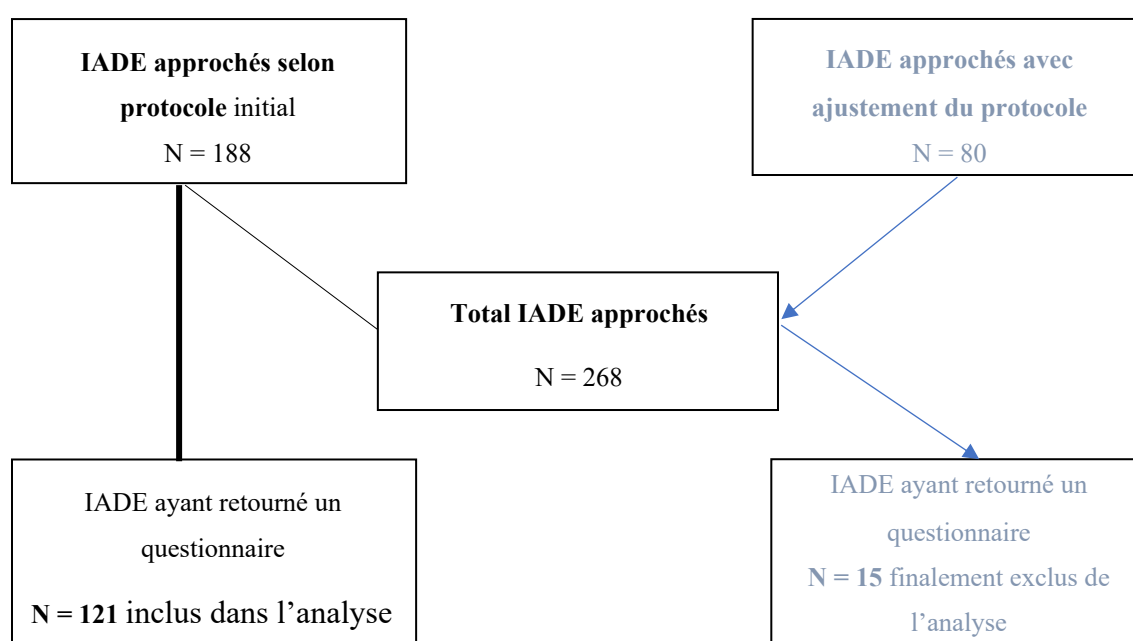 IADE approchés selon
protocole initial
N = 188
IADE approchés avec
ajustement du protocole
N = 80
Total IADE approchés
N = 268
IADE ayant retourné un
questionnaire
N = 121 inclus dans l’analyse
IADE ayant retourné un
questionnaire
N = 15 finalement exclus de
l’analyse